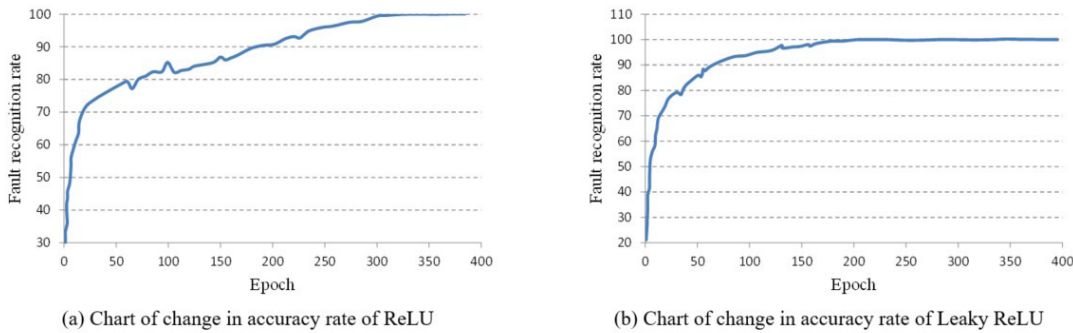 100
90
80
70
60
50
40
30
Fault recognition rate
0 50 100 150 200 250 300 350 400
Epoch
(a) Chart of change in accuracy rate of ReLU
110
100
90
80
70
60
50
40
30
20
Fault recognition rate
0 50 100 150 200 250 300 350 400
Epoch
(b) Chart of change in accuracy rate of Leaky ReLU